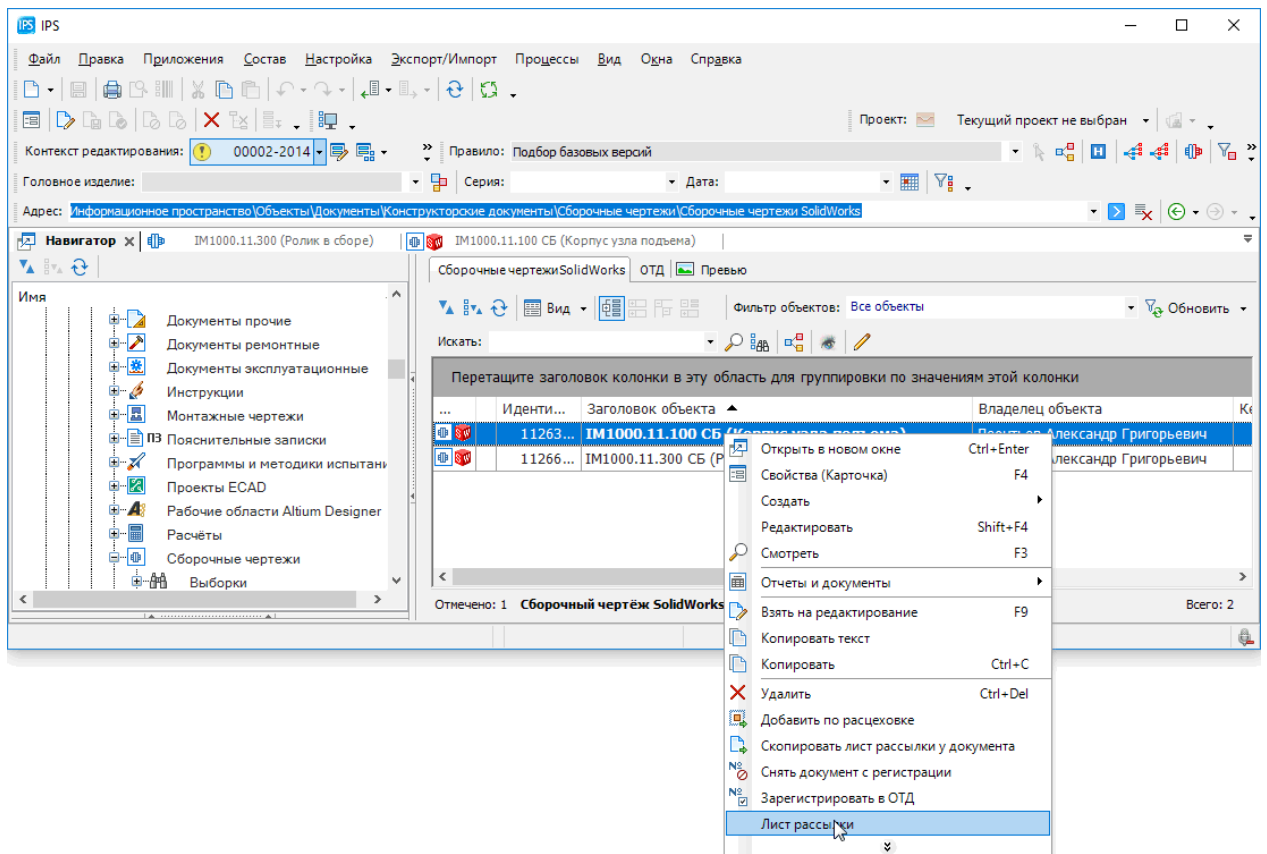 IPS
Файл Правка Приложения Состав Настройка Экспорт/Импорт Процессы Вид Окна Справка
Проект: Текущий проект не выбран
Контекст редактирования: 00002-2014 Правило: Подбор базовых версий
Головное изделие: Серия: Дата:
Адрес: Информационное пространство\Объекты\Документы\Конструкторские документы\Сборочные чертежи\Сборочные чертежи SolidWorks
Навигатор IM1000.11.300 (Ролик в сборе) IM1000.11.100 СБ (Корпус узла подъема)
Сборочные чертежи SolidWorks ОТД Превью
Имя
Документы прочие
Документы ремонтные
Документы эксплуатационные
Инструкции
Монтажные чертежи
ПЗ Пояснительные записки
Программы и методики испытани
Проекты ECAD
Рабочие области Altium Designer
Расчёты
Сборочные чертежи
Выборки
Вид Фильтр объектов: Все объекты Обновить
Искать:
Перетащите заголовок колонки в эту область для группировки по значениям этой колонки
... Иденти... Заголовок объекта Владелец объекта
11263... IM1000.11.100 СБ (Корпус узла подъема) Александр Григорьевич
11266... IM1000.11.300 СБ (Р лександр Григорьевич
Отмечено: 1 Сборочный чертёж SolidWorks Всего: 2
Открыть в новом окне Ctrl+Enter
Свойства (Карточка) F4
Создать
Редактировать Shift+F4
Смотреть F3
Отчеты и документы
Взять на редактирование F9
Копировать текст
Копировать Ctrl+C
Удалить Ctrl+Del
Добавить по расцеховке
Скопировать лист рассылки у документа
Снять документ с регистрации
Зарегистрировать в ОТД
Лист рассылки